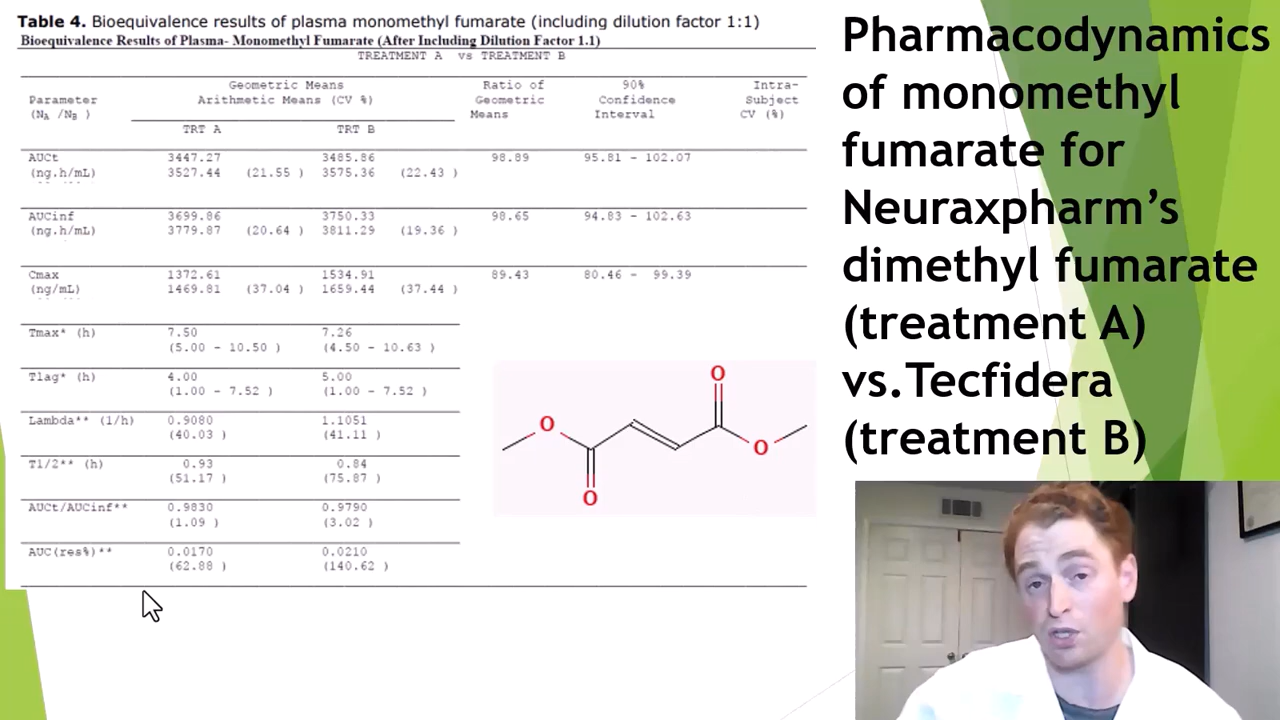 Table 4. Bioequivalence results of plasma monomethyl fumarate (including dilution factor 1:1)
Bioequivalence Results of Plasma- Monomethyl Fumarate (After Including Dilution Factor 1.1)
TREATMENT A vs TREATMENT B
Geometric Means Ratio of 90% Intra-
Parameter Arithmetic Means (CV %) Geometric Confidence Subject
(NA /NB ) Means Interval CV (%)
TRT A TRT B
AUCt 3447.27 3485.86 98.89 95.81 - 102.07
(ng.h/mL) 3527.44 (21.55 ) 3575.36 (22.43 )
AUCinf 3699.86 3750.33 98.65 94.83 - 102.63
(ng.h/mL) 3779.87 (20.64 ) 3811.29 (19.36 )
Cmax 1372.61 1534.91 89.43 80.46 - 99.39
(ng/mL) 1469.81 (37.04 ) 1659.44 (37.44 )
Tmax* (h) 7.50 7.26
(5.00 - 10.50 ) (4.50 - 10.63 )
Tlag* (h) 4.00 5.00
(1.00 - 7.52 ) (1.00 - 7.52 )
Lambda** (1/h) 0.9080 1.1051
(40.03 ) (41.11 )
T1/2** (h) 0.93 0.84
(51.17 ) (75.87 )
AUCt/AUCinf** 0.9830 0.9790
(1.09 ) (3.02 )
AUC(res%)** 0.0170 0.0210
(62.88 ) (140.62 )
O
O
O
O
Pharmacodynamics
of monomethyl
fumarate for
Neuraxpharm's
dimethyl fumarate
(treatment A)
vs.Tecfidera
(treatment B)